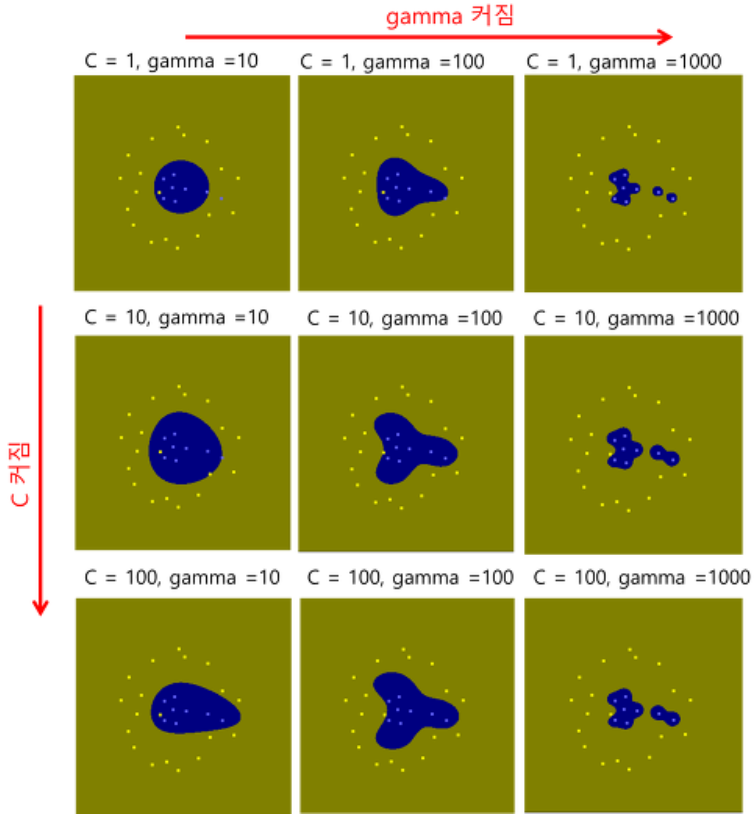 gamma 커짐
C = 1, gamma =10
C = 1, gamma =100
C = 1, gamma =1000
C = 10, gamma =10
C = 10, gamma =100
C = 10, gamma =1000
C 커짐
C = 100, gamma =10
C = 100, gamma =100
C = 100, gamma =1000